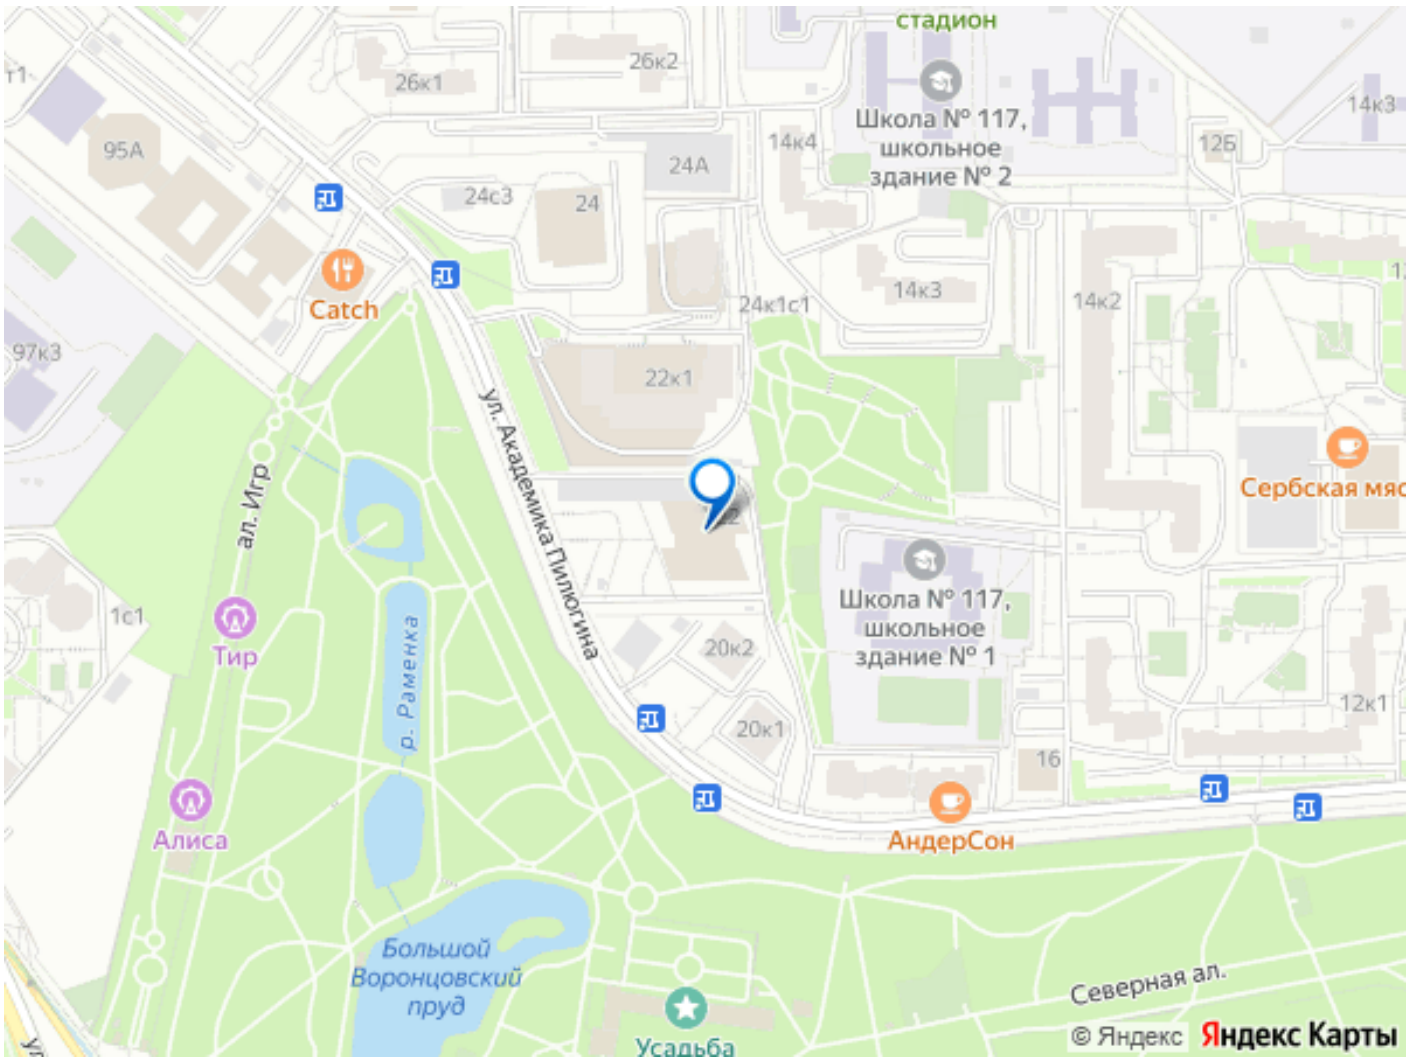 стадион
26к2
26к1
т1
14к3
Школа № 117,
школьное
здание № 2
14к4
12Б
95А
24А
24с3
24
Catch
14к3
24к1с1
14к2
97к3
22к1
ул. Академика Пилюгина
ал. Игр
Сербская мяс
22
Школа № 117,
школьное
здание № 1
1с1
Тир
р. Раменка
20к2
20к1
12к1
16
Алиса
АндерСон
Большой
Воронцовский
пруд
Северная ал.
Усадьба
© Яндекс Яндекс Карты